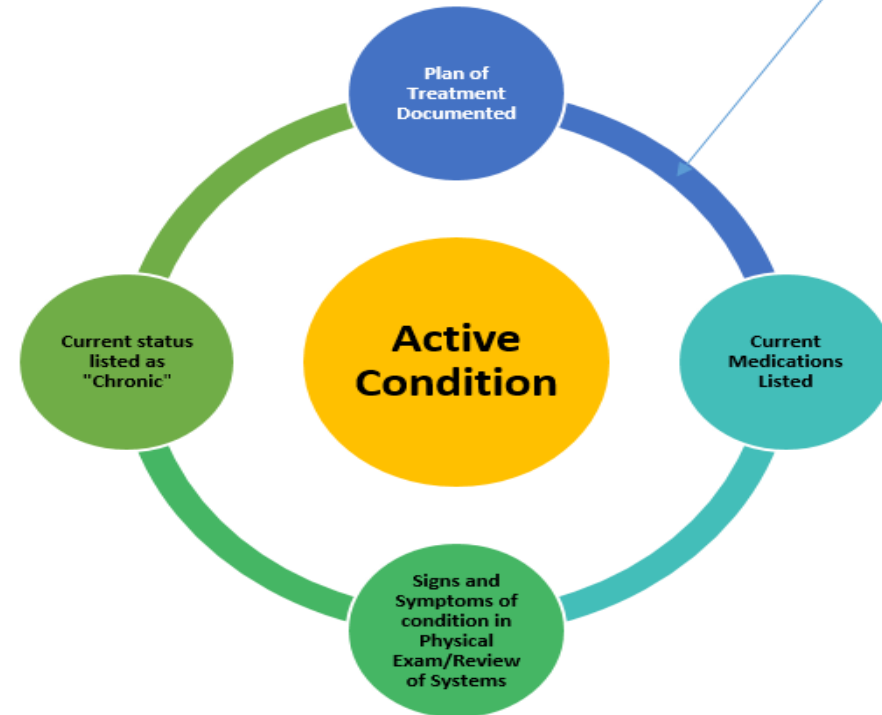 Plan of
Treatment
Documented
Current status
listed as
"Chronic"
Active
Condition
Current
Medications
Listed
Signs and
Symptoms of
condition in
Physical
Exam/Review
of Systems